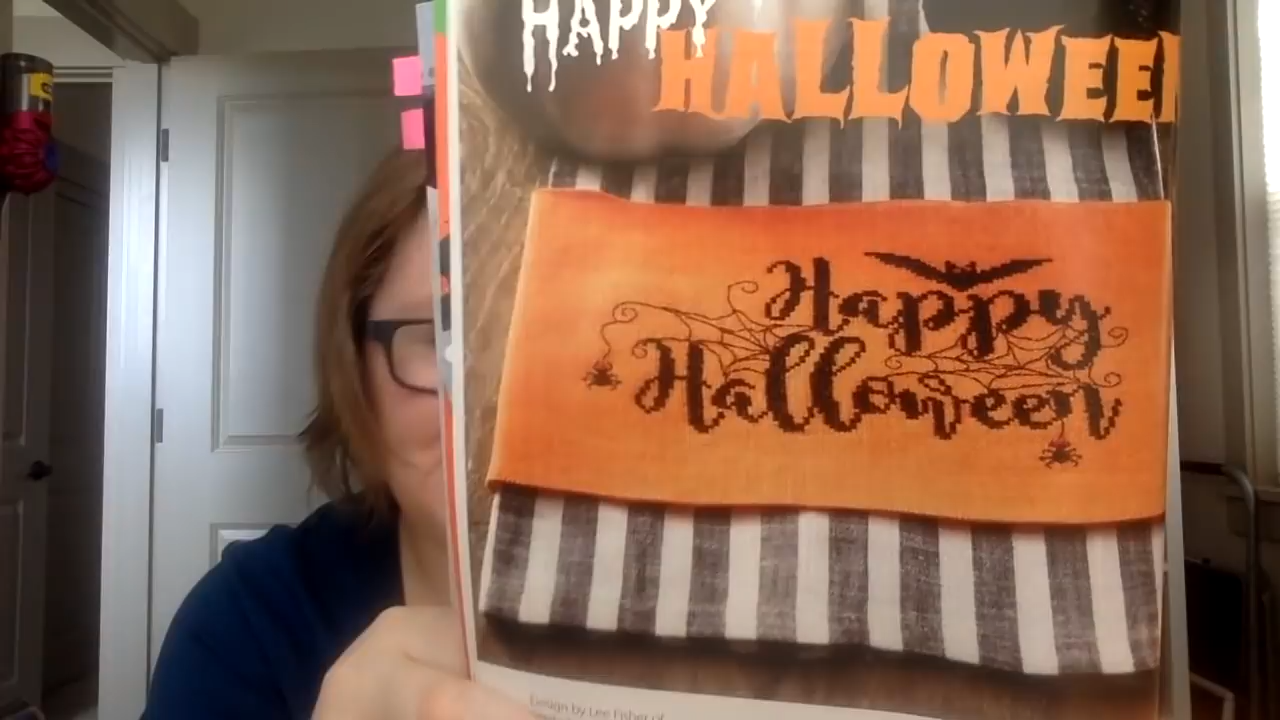 HAPPY
HALLOWEEN
Happy
Halloween
Design by Lee Fisher of